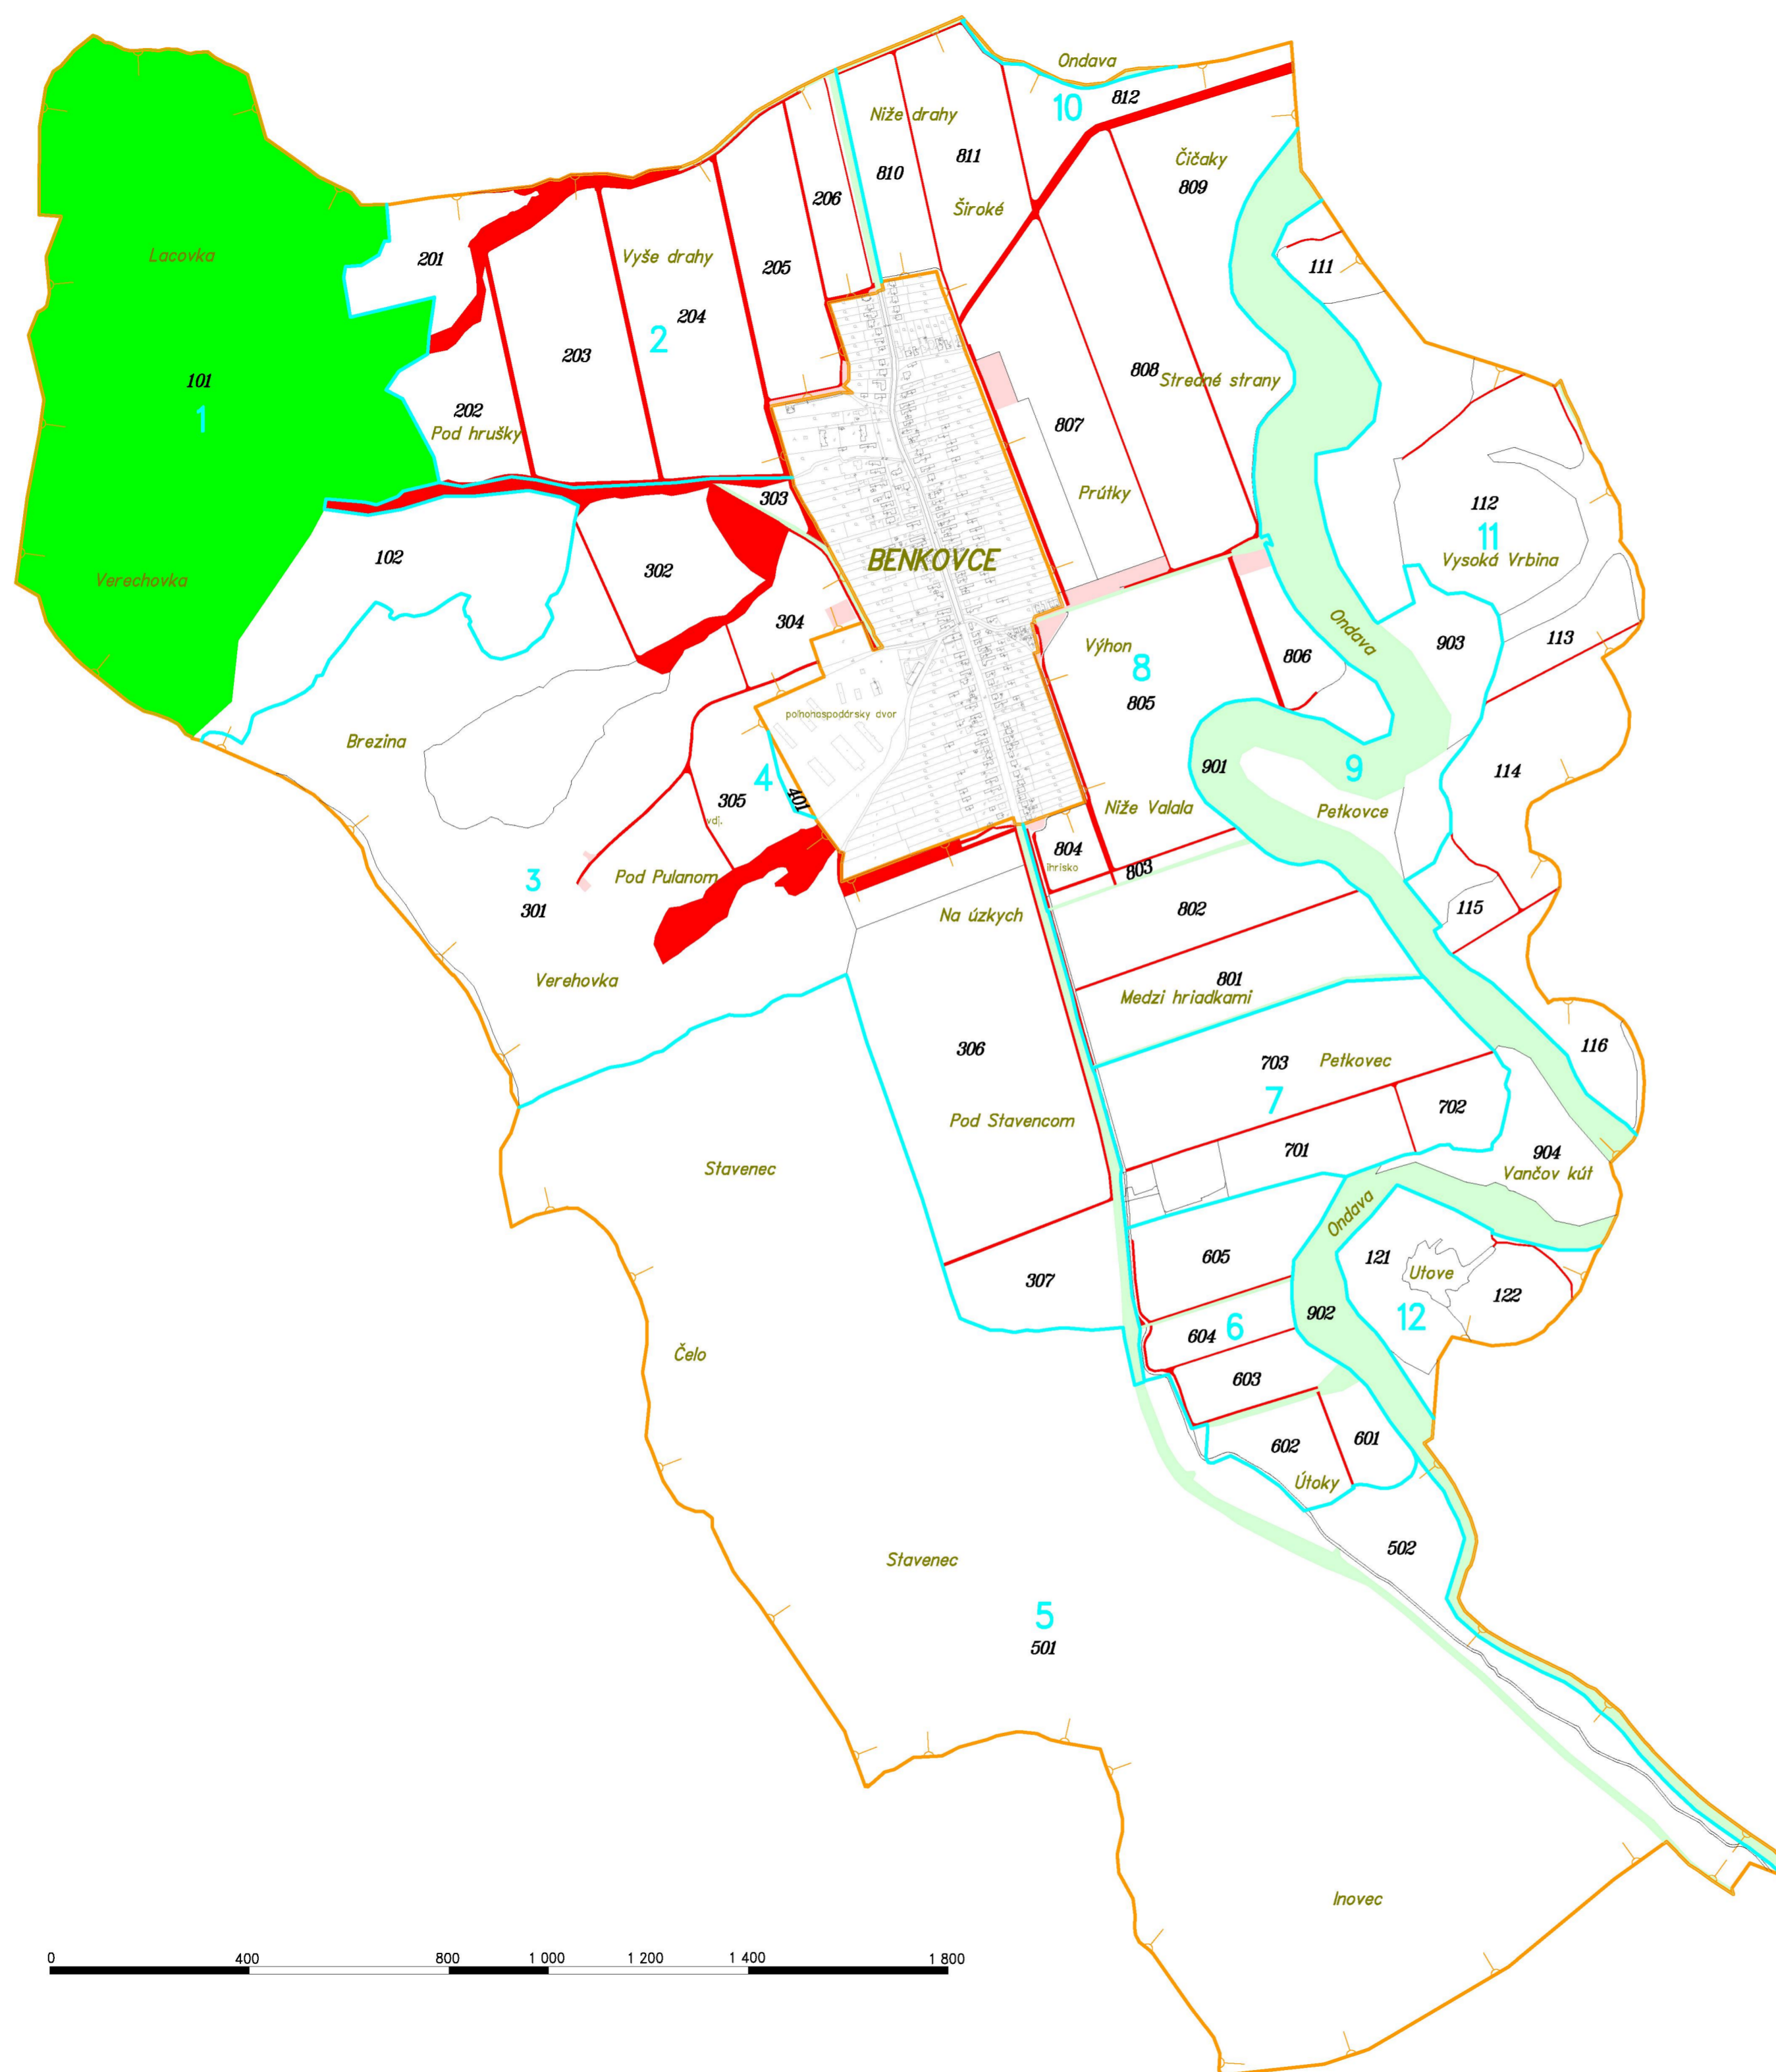 Ondava
10
812
Niže drahy
Čičaky
809
811
810
206
Široké
201
Lacovka
Vyše drahy
205
111
204
2
203
101
1
808
Stredné strany
202
Pod hrušky
807
Prútky
303
112
11
Vysoká Vrbina
102
BENKOVCE
302
Verechovka
304
Ondava
903
113
Výhon
8
806
805
poľnohospodársky dvor
Brezina
901
9
114
4
401
305
vdj.
Niže Valala
Petkovce
804
ihrisko
803
3
Pod Pulanom
301
802
115
Na úzkych
Verehovka
801
Medzi hriadkami
116
306
703
Petkovec
7
702
Pod Stavencom
701
904
Vančov kút
Stavenec
Ondava
605
121
Utove
307
122
902
12
604
6
Čelo
603
602
601
Útoky
502
Stavenec
5
501
Inovec
0
400
800
1 000
1 200
1 400
1 800